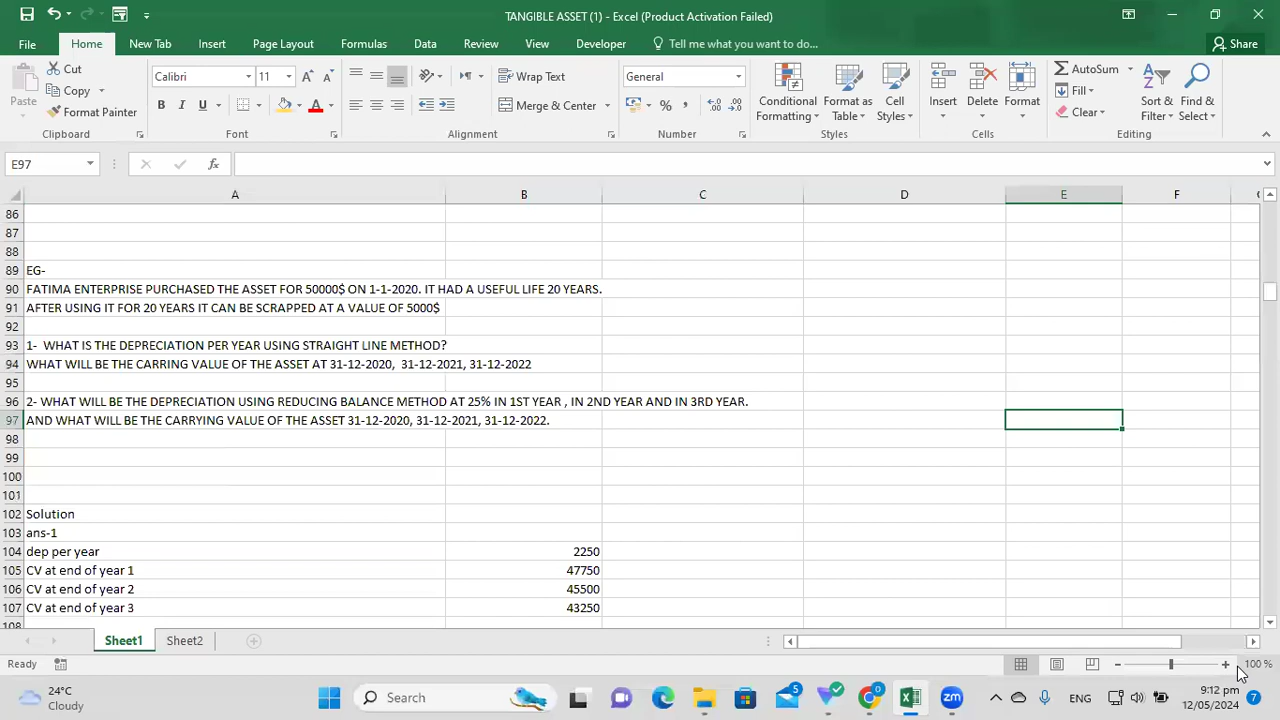 TANGIBLE ASSET (1) - Excel (Product Activation Failed)
File Home New Tab Insert Page Layout Formulas Data Review View Developer Tell me what you want to do... Share
Paste Cut Copy Format Painter Clipboard
Calibri 11 B I U Font
Wrap Text Merge & Center Alignment
General % , Number
Conditional Formatting Format as Table Cell Styles Styles
Insert Delete Format Cells
AutoSum Fill Clear Sort & Filter Find & Select Editing
E97 fx
A B C D E F
86
87
88
89 EG-
90 FATIMA ENTERPRISE PURCHASED THE ASSET FOR 50000$ ON 1-1-2020. IT HAD A USEFUL LIFE 20 YEARS.
91 AFTER USING IT FOR 20 YEARS IT CAN BE SCRAPPED AT A VALUE OF 5000$
92
93 1- WHAT IS THE DEPRECIATION PER YEAR USING STRAIGHT LINE METHOD?
94 WHAT WILL BE THE CARRING VALUE OF THE ASSET AT 31-12-2020, 31-12-2021, 31-12-2022
95
96 2- WHAT WILL BE THE DEPRECIATION USING REDUCING BALANCE METHOD AT 25% IN 1ST YEAR , IN 2ND YEAR AND IN 3RD YEAR.
97 AND WHAT WILL BE THE CARRYING VALUE OF THE ASSET 31-12-2020, 31-12-2021, 31-12-2022.
98
99
100
101
102 Solution
103 ans-1
104 dep per year 2250
105 CV at end of year 1 47750
106 CV at end of year 2 45500
107 CV at end of year 3 43250
108
Sheet1 Sheet2
Ready 100 %
24°C
Cloudy
Search
5
0
ENG
9:12 pm
12/05/2024
7